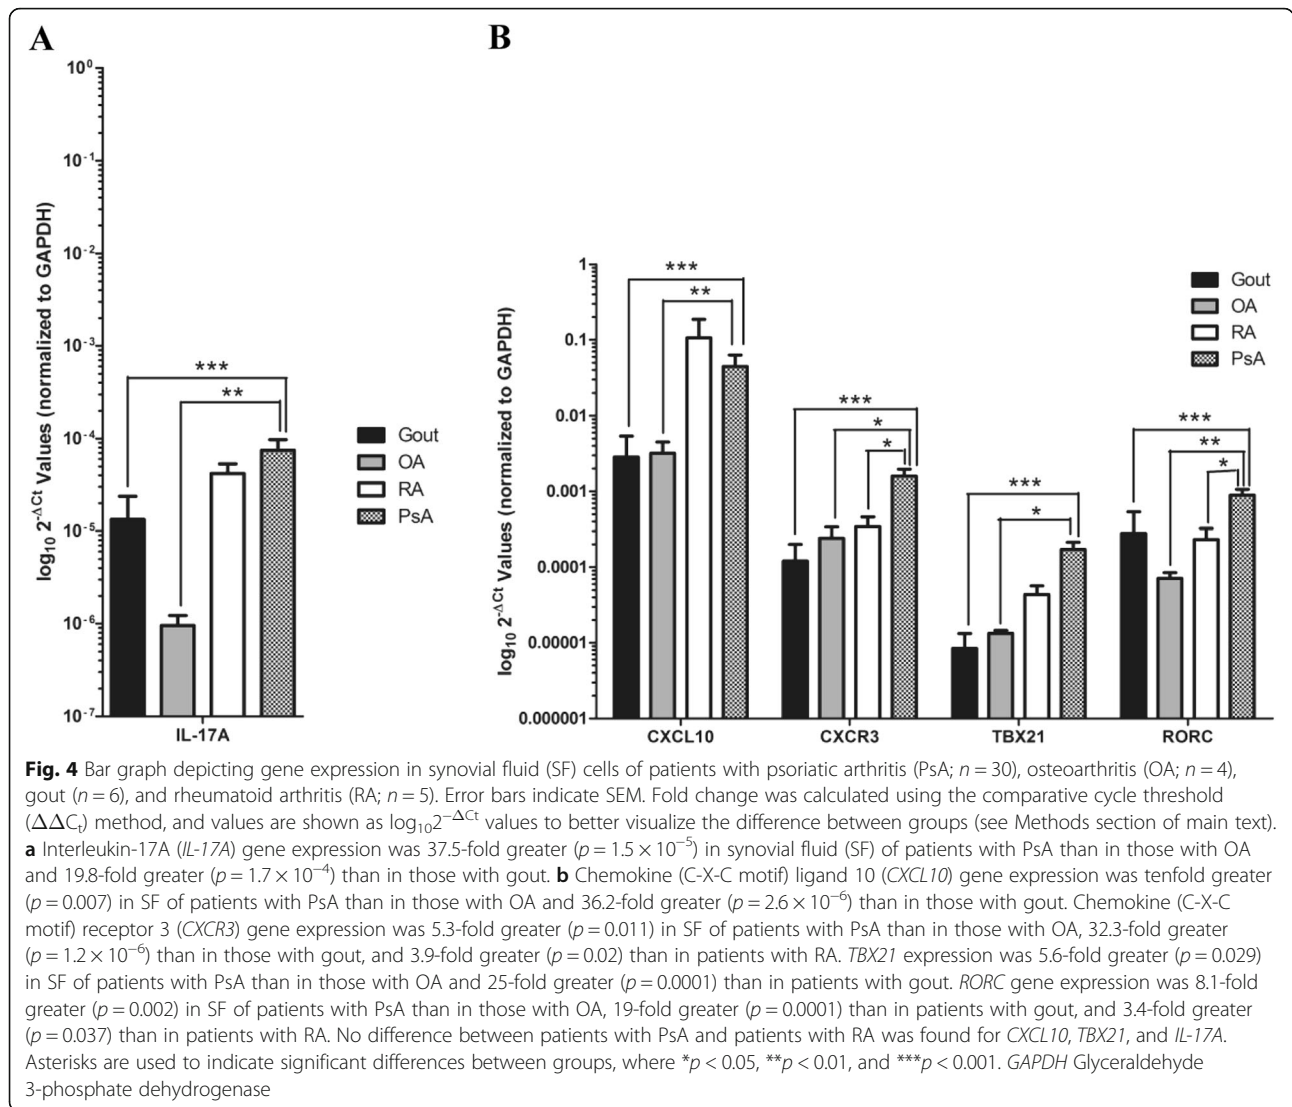 A
log₁₀ 2^-ΔCt Values (normalized to GAPDH)
10⁰
10⁻¹
10⁻²
10⁻³
10⁻⁴
10⁻⁵
10⁻⁶
10⁻⁷
***
**
IL-17A
Gout
OA
RA
PsA
B
log₁₀ 2^-ΔCt Values (normalized to GAPDH)
1
0.1
0.01
0.001
0.0001
0.00001
0.000001
***
**
***
*
*
***
*
***
**
*
CXCL10 CXCR3 TBX21 RORC
Gout
OA
RA
PsA
Fig. 4 Bar graph depicting gene expression in synovial fluid (SF) cells of patients with psoriatic arthritis (PsA; n = 30), osteoarthritis (OA; n = 4),
gout (n = 6), and rheumatoid arthritis (RA; n = 5). Error bars indicate SEM. Fold change was calculated using the comparative cycle threshold
(ΔΔCₜ) method, and values are shown as log₁₀2^−ΔCt values to better visualize the difference between groups (see Methods section of main text).
a Interleukin-17A (IL-17A) gene expression was 37.5-fold greater (p = 1.5 × 10⁻⁵) in synovial fluid (SF) of patients with PsA than in those with OA
and 19.8-fold greater (p = 1.7 × 10⁻⁴) than in those with gout. b Chemokine (C-X-C motif) ligand 10 (CXCL10) gene expression was tenfold greater
(p = 0.007) in SF of patients with PsA than in those with OA and 36.2-fold greater (p = 2.6 × 10⁻⁶) than in those with gout. Chemokine (C-X-C
motif) receptor 3 (CXCR3) gene expression was 5.3-fold greater (p = 0.011) in SF of patients with PsA than in those with OA, 32.3-fold greater
(p = 1.2 × 10⁻⁶) than in those with gout, and 3.9-fold greater (p = 0.02) than in patients with RA. TBX21 expression was 5.6-fold greater (p = 0.029)
in SF of patients with PsA than in those with OA and 25-fold greater (p = 0.0001) than in patients with gout. RORC gene expression was 8.1-fold
greater (p = 0.002) in SF of patients with PsA than in those with OA, 19-fold greater (p = 0.0001) than in patients with gout, and 3.4-fold greater
(p = 0.037) than in patients with RA. No difference between patients with PsA and patients with RA was found for CXCL10, TBX21, and IL-17A.
Asterisks are used to indicate significant differences between groups, where *p < 0.05, **p < 0.01, and ***p < 0.001. GAPDH Glyceraldehyde
3-phosphate dehydrogenase